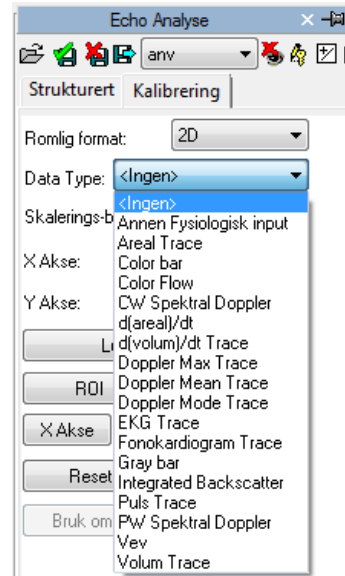 Echo Analyse
anv
Strukturert Kalibrering
Romlig format: 2D
Data Type: <Ingen>
Skalerings-b
<Ingen>
Annen Fysiologisk input
Areal Trace
X Akse:
Color bar
Color Flow
Y Akse:
CW Spektral Doppler
d(areal)/dt
d(volum)/dt Trace
Doppler Max Trace
ROI
Doppler Mean Trace
Doppler Mode Trace
X Akse
EKG Trace
Fonokardiogram Trace
Gray bar
Reset
Integrated Backscatter
Puls Trace
Bruk om
PW Spektral Doppler
Vev
Volum Trace